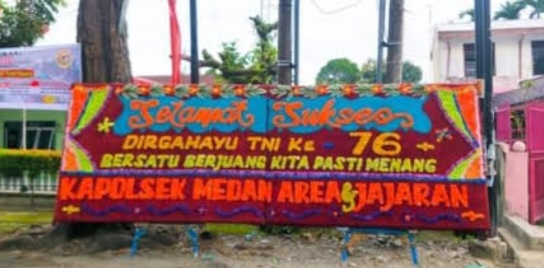 Selamat Sukses
DIRGAHAYU TNI Ke - 76
BERSATU BERJUANG KITA PASTI MENANG
KAPOLSEK MEDAN AREA & JAJARAN